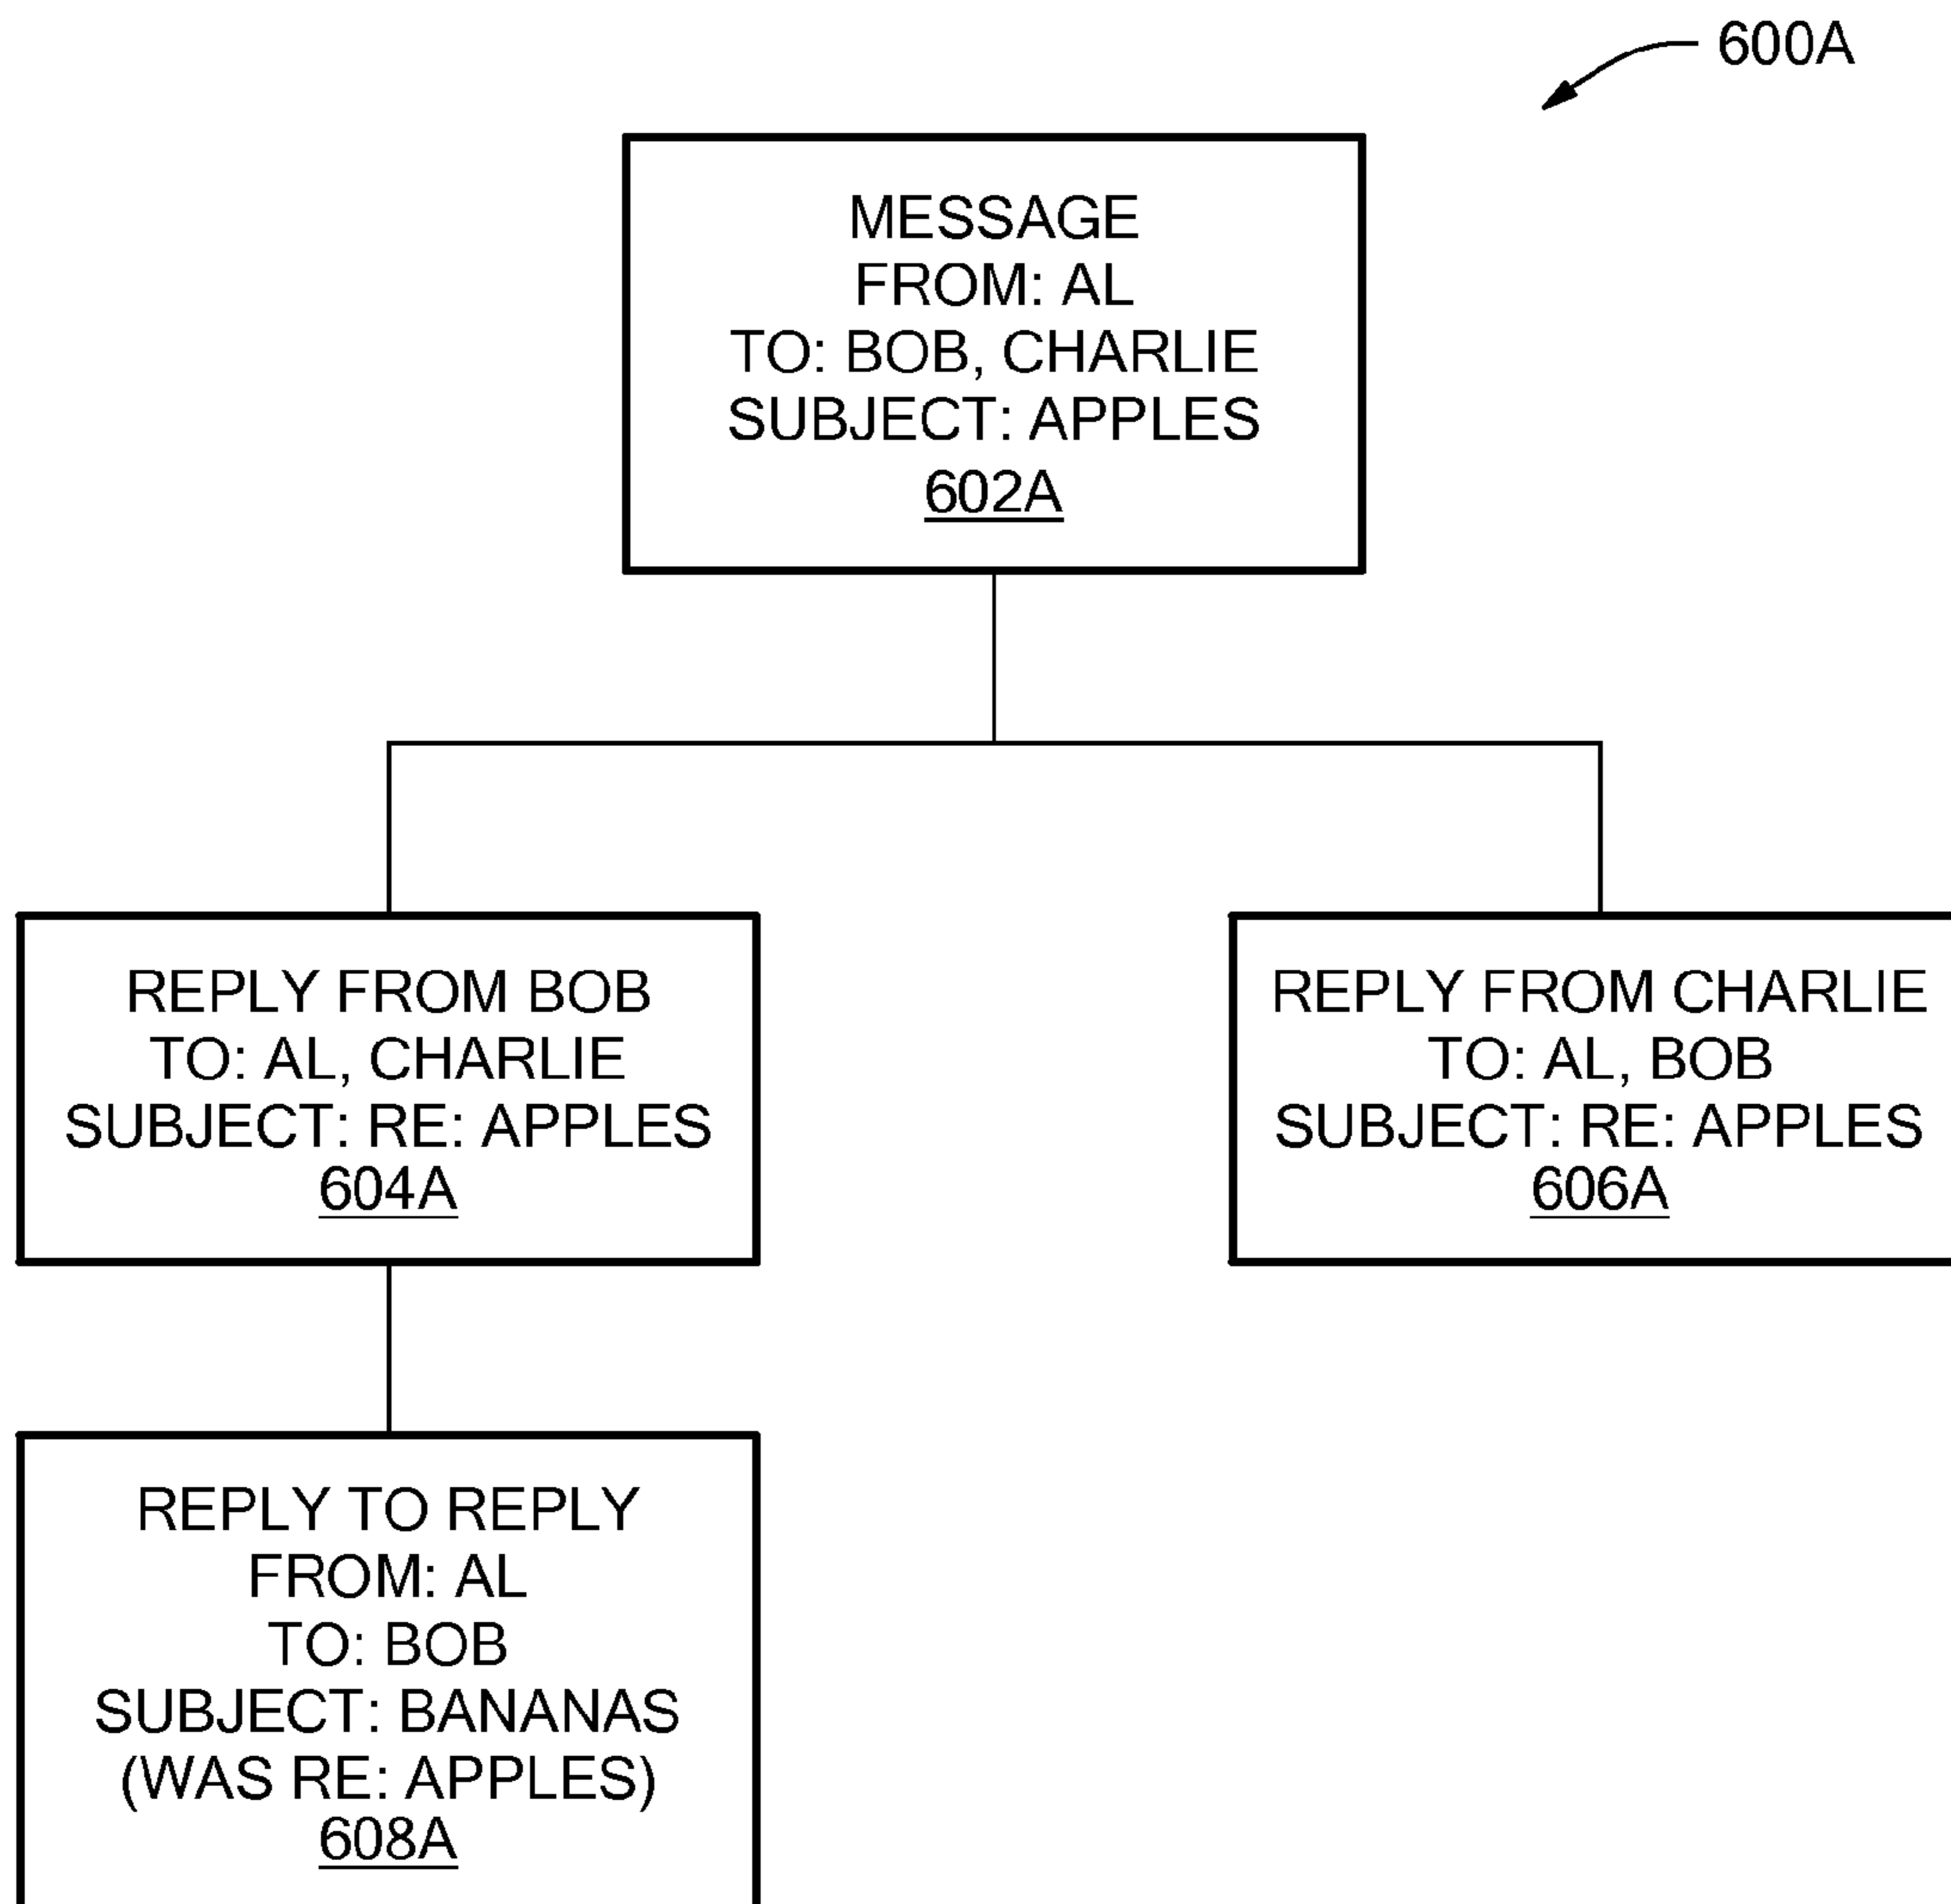 600A
MESSAGE
FROM: AL
TO: BOB, CHARLIE
SUBJECT: APPLES
602A
REPLY FROM BOB
TO: AL, CHARLIE
SUBJECT: RE: APPLES
604A
REPLY FROM CHARLIE
TO: AL, BOB
SUBJECT: RE: APPLES
606A
REPLY TO REPLY
FROM: AL
TO: BOB
SUBJECT: BANANAS
(WAS RE: APPLES)
608A